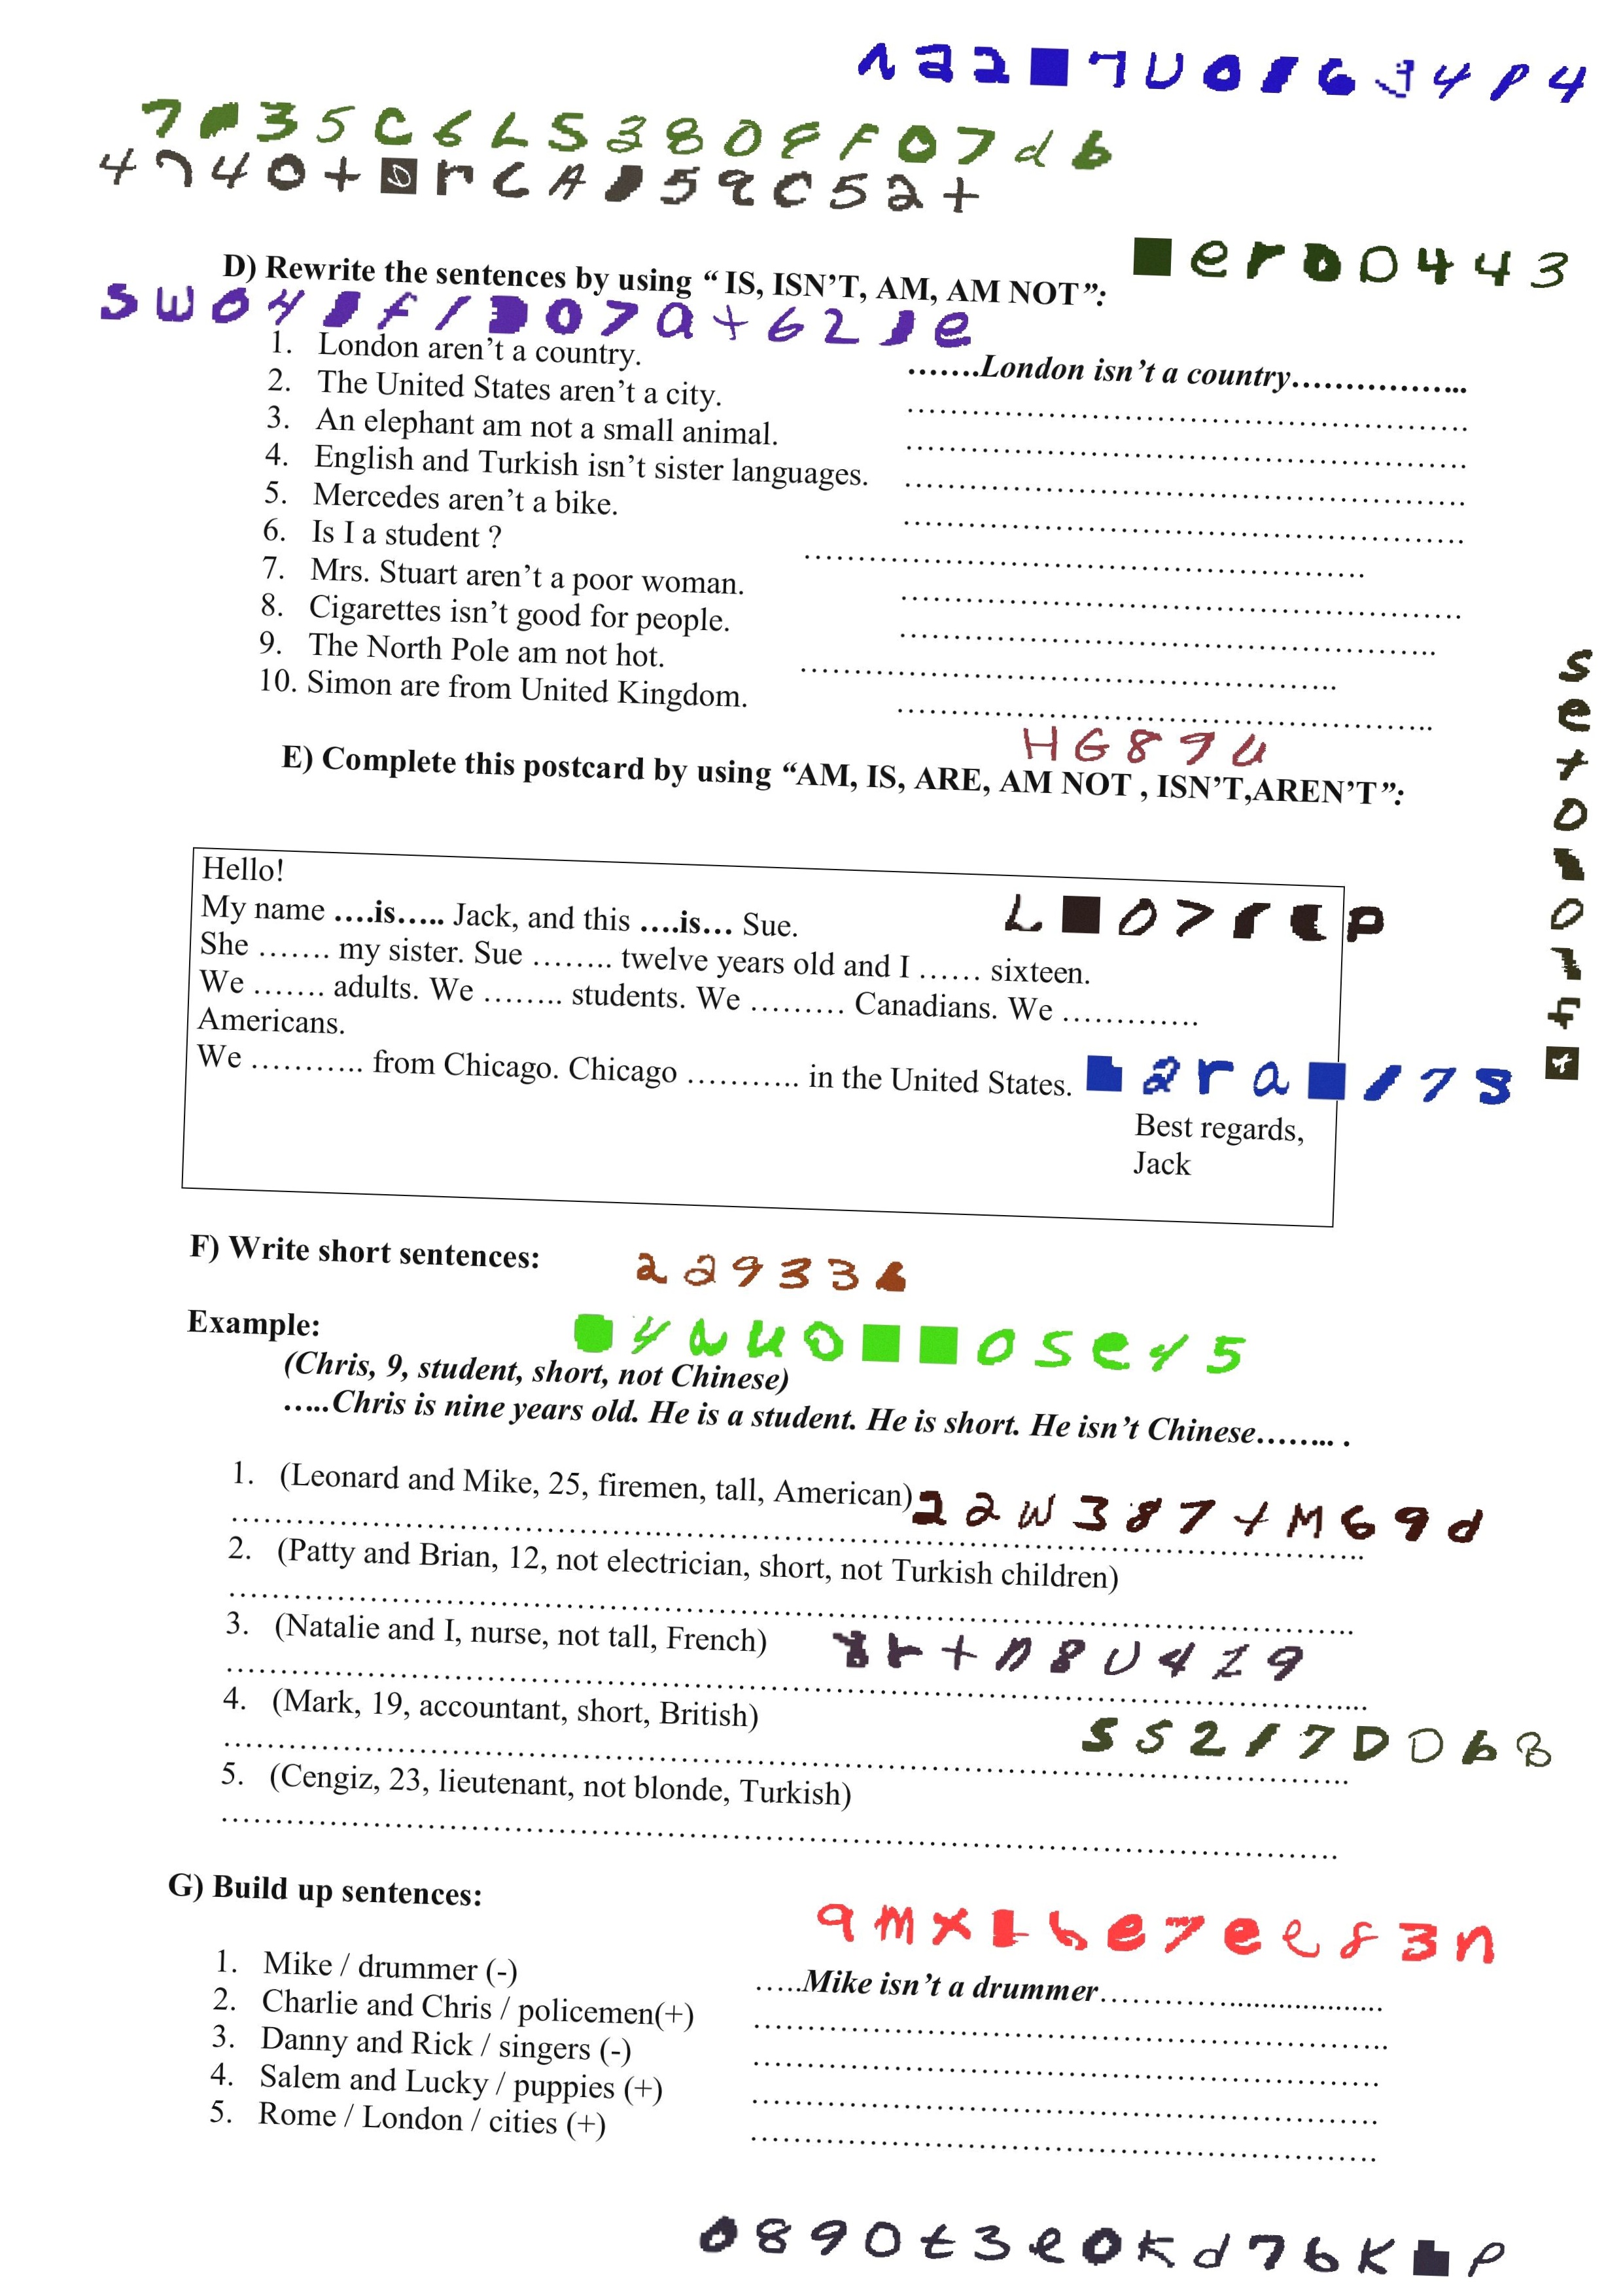 D) Rewrite the sentences by using “ IS, ISN’T, AM, AM NOT”:
1. London aren’t a country. …….London isn’t a country……………..
2. The United States aren’t a city. ……………………………………………
3. An elephant am not a small animal. ……………………………………………
4. English and Turkish isn’t sister languages. ……………………………………………
5. Mercedes aren’t a bike. ……………………………………………
6. Is I a student ? ……………………………………………
7. Mrs. Stuart aren’t a poor woman. ……………………………………………
8. Cigarettes isn’t good for people. …………………………………………..
9. The North Pole am not hot. …………………………………………..
10. Simon are from United Kingdom. …………………………………………..
HG894
E) Complete this postcard by using “AM, IS, ARE, AM NOT , ISN’T,AREN’T”:
Hello!
My name ….is….. Jack, and this ….is… Sue.
She ……. my sister. Sue …….. twelve years old and I …… sixteen.
We ……. adults. We …….. students. We ……… Canadians. We ………….
Americans.
We ……….. from Chicago. Chicago ……….. in the United States.
Best regards,
Jack
F) Write short sentences:
Example:
(Chris, 9, student, short, not Chinese)
…..Chris is nine years old. He is a student. He is short. He isn’t Chinese…….. .
1. (Leonard and Mike, 25, firemen, tall, American)
22W387+M69d
…………………………………………………………………………………………..
2. (Patty and Brian, 12, not electrician, short, not Turkish children)
…………………………………………………………………………………………..
3. (Natalie and I, nurse, not tall, French)
……………………………………………………………………………………………...
4. (Mark, 19, accountant, short, British)
55217DDbB
…………………………………………………………………………………………..
5. (Cengiz, 23, lieutenant, not blonde, Turkish)
…………………………………………………………………………………………
G) Build up sentences:
1. Mike / drummer (-) …..Mike isn’t a drummer………….................…
2. Charlie and Chris / policemen(+) …………………………………………………..
3. Danny and Rick / singers (-) …………………………………………………
4. Salem and Lucky / puppies (+) …………………………………………………
5. Rome / London / cities (+) …………………………………………………